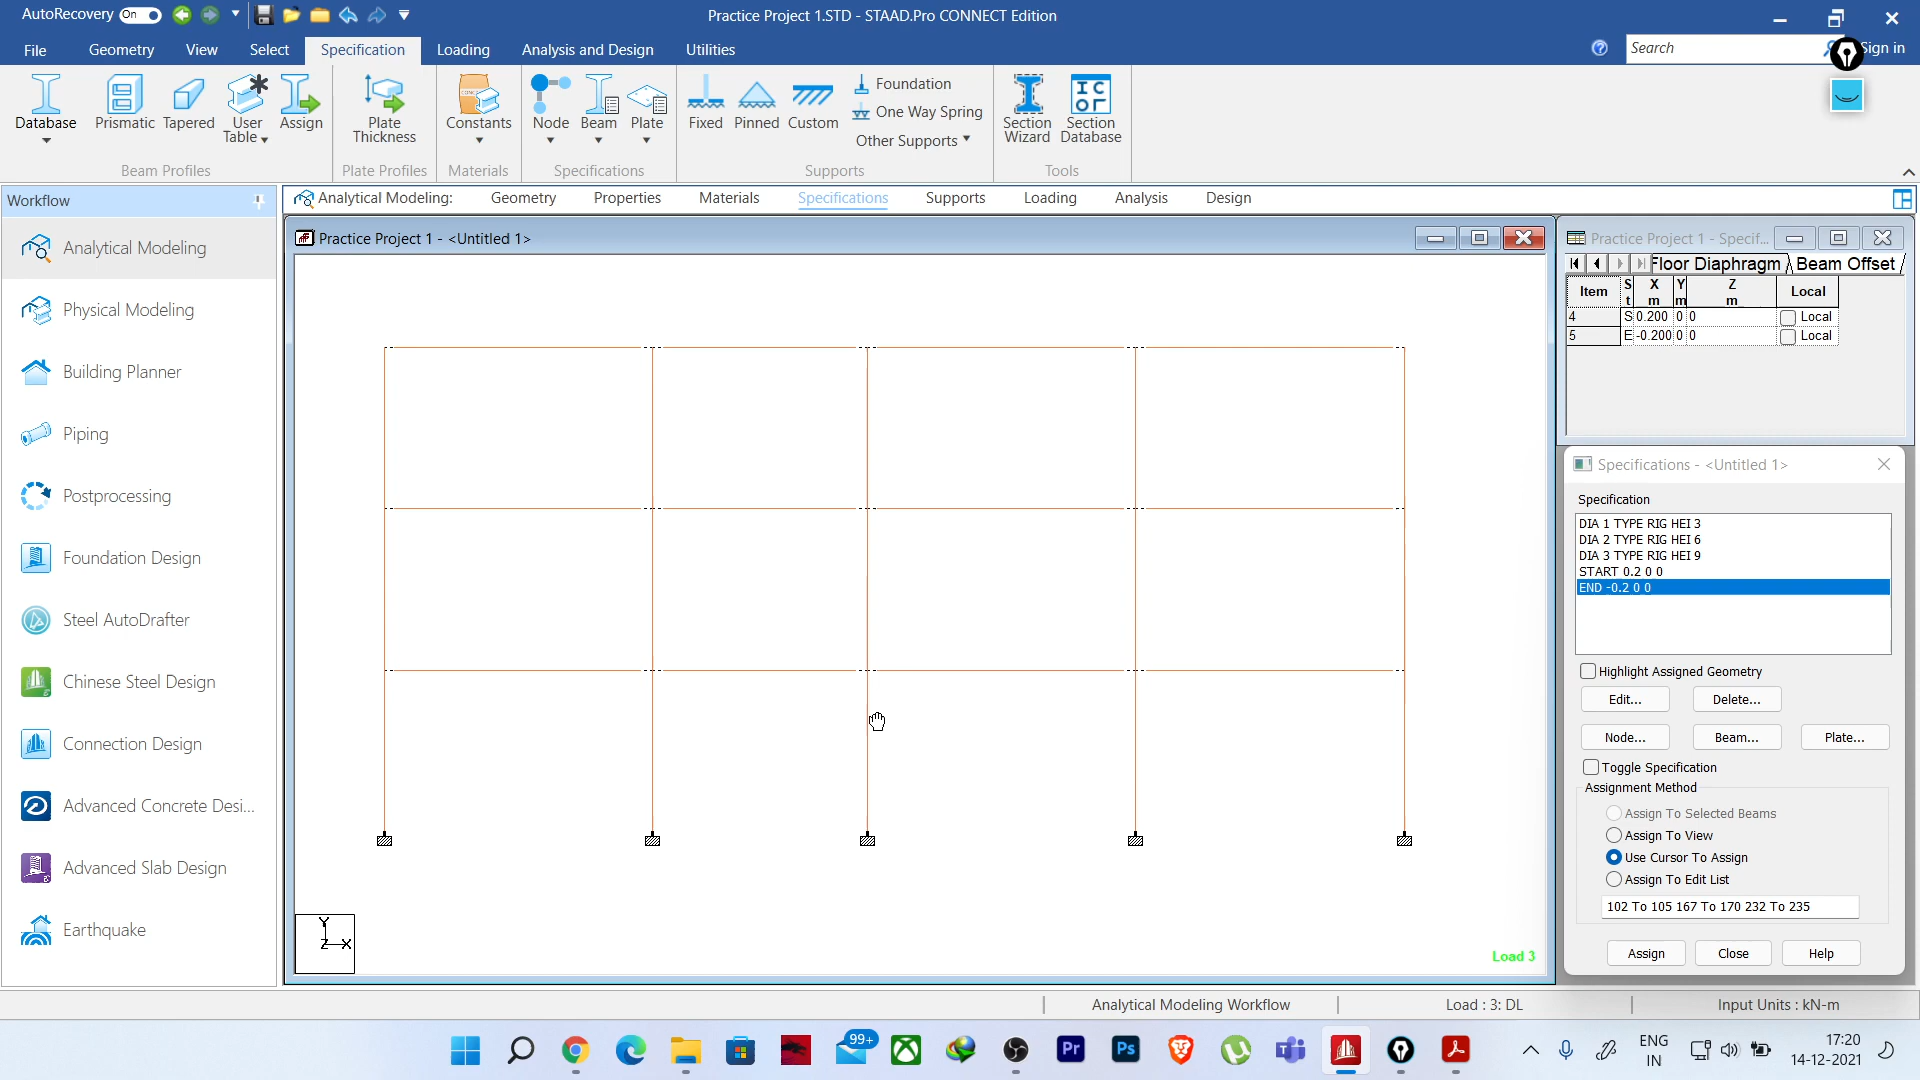 AutoRecovery On
Practice Project 1.STD - STAAD.Pro CONNECT Edition
File Geometry View Select Specification Loading Analysis and Design Utilities
Search
Sign in
Database Prismatic Tapered User Table Assign
Beam Profiles
Plate Thickness
Plate Profiles
Constants
Materials
Node Beam Plate
Specifications
Fixed Pinned Custom
Foundation
One Way Spring
Other Supports
Supports
Section Wizard Section Database
Tools
Workflow
Analytical Modeling
Physical Modeling
Building Planner
Piping
Postprocessing
Foundation Design
Steel AutoDrafter
Chinese Steel Design
Connection Design
Advanced Concrete Desi...
Advanced Slab Design
Earthquake
Analytical Modeling: Geometry Properties Materials Specifications Supports Loading Analysis Design
Practice Project 1 - <Untitled 1>
Y
Z X
Load 3
Practice Project 1 - Specif...
Floor Diaphragm Beam Offset
Item St X m Y m Z m Local
4 S 0.200 0 0 Local
5 E -0.200 0 0 Local
Specifications - <Untitled 1>
Specification
DIA 1 TYPE RIG HEI 3
DIA 2 TYPE RIG HEI 6
DIA 3 TYPE RIG HEI 9
START 0.2 0 0
END -0.2 0 0
Highlight Assigned Geometry
Edit... Delete...
Node... Beam... Plate...
Toggle Specification
Assignment Method
Assign To Selected Beams
Assign To View
Use Cursor To Assign
Assign To Edit List
102 To 105 167 To 170 232 To 235
Assign Close Help
Analytical Modeling Workflow
Load : 3: DL
Input Units : kN-m
99+
Pr
Ps
ENG
IN
17:20
14-12-2021